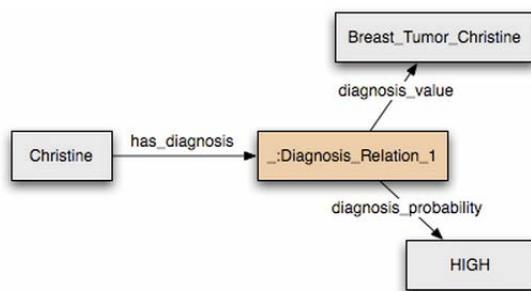 Breast_Tumor_Christine
diagnosis_value
has_diagnosis
Christine
_:Diagnosis_Relation_1
diagnosis_probability
HIGH